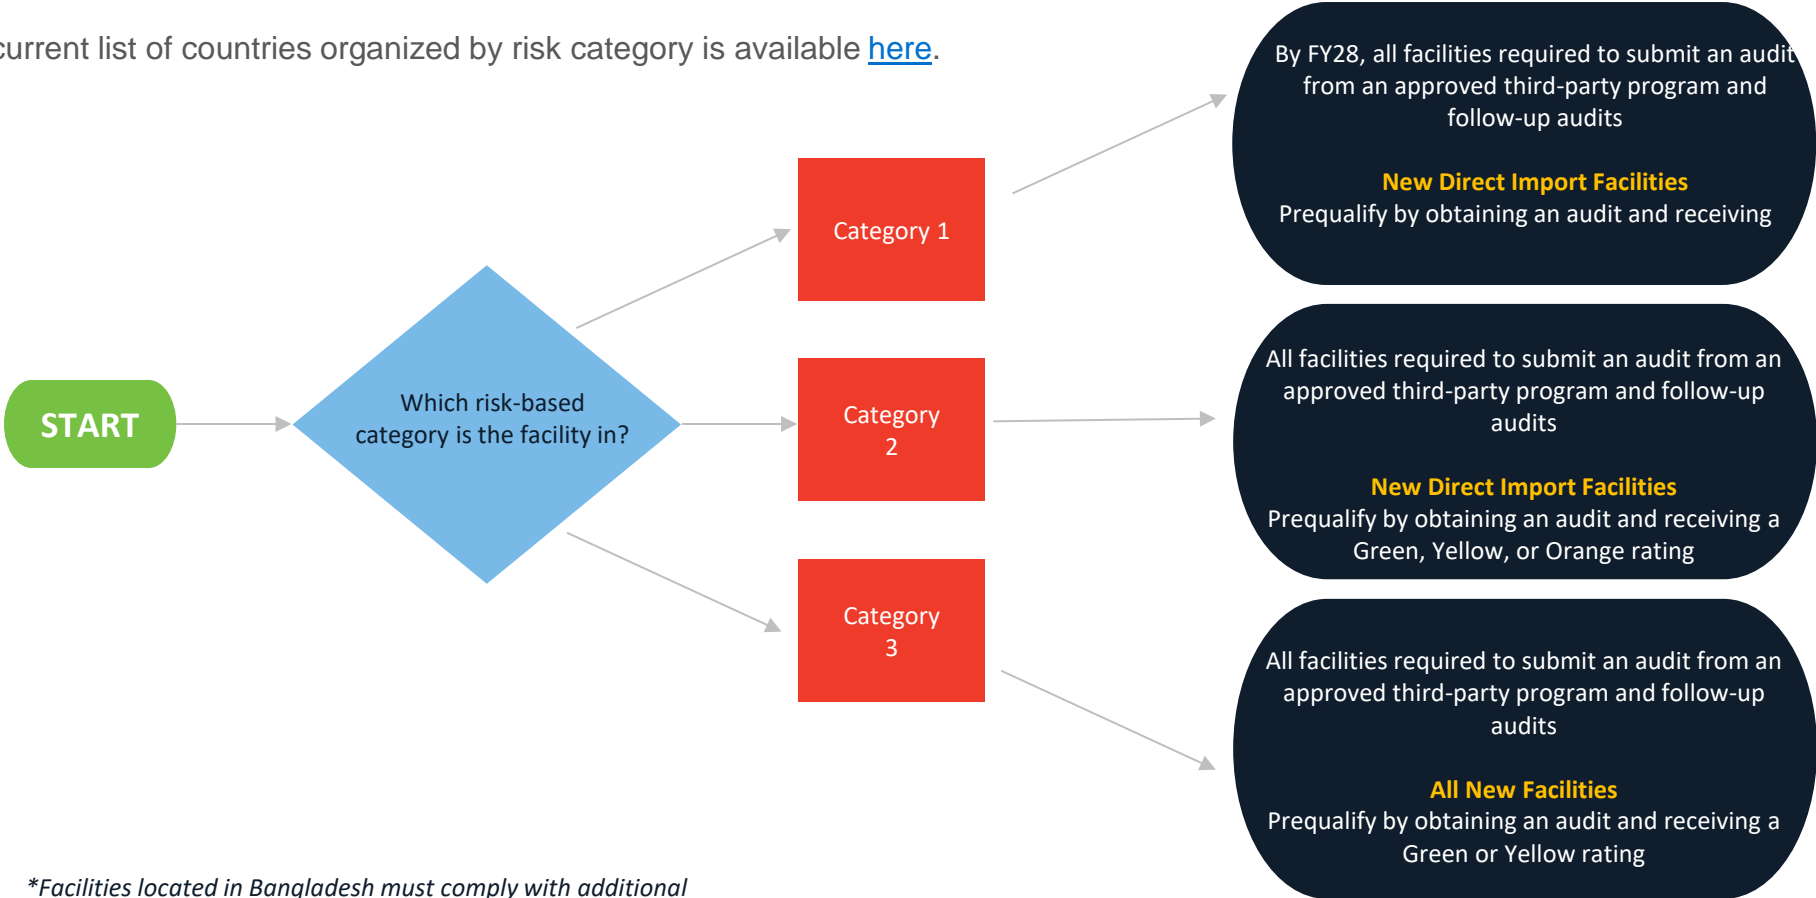 current list of countries organized by risk category is available here.
START
Which risk-based
category is the facility in?
Category 1
By FY28, all facilities required to submit an audit
from an approved third-party program and
follow-up audits
New Direct Import Facilities
Prequalify by obtaining an audit and receiving
Category
2
All facilities required to submit an audit from an
approved third-party program and follow-up
audits
New Direct Import Facilities
Prequalify by obtaining an audit and receiving a
Green, Yellow, or Orange rating
Category
3
All facilities required to submit an audit from an
approved third-party program and follow-up
audits
All New Facilities
Prequalify by obtaining an audit and receiving a
Green or Yellow rating
*Facilities located in Bangladesh must comply with additional